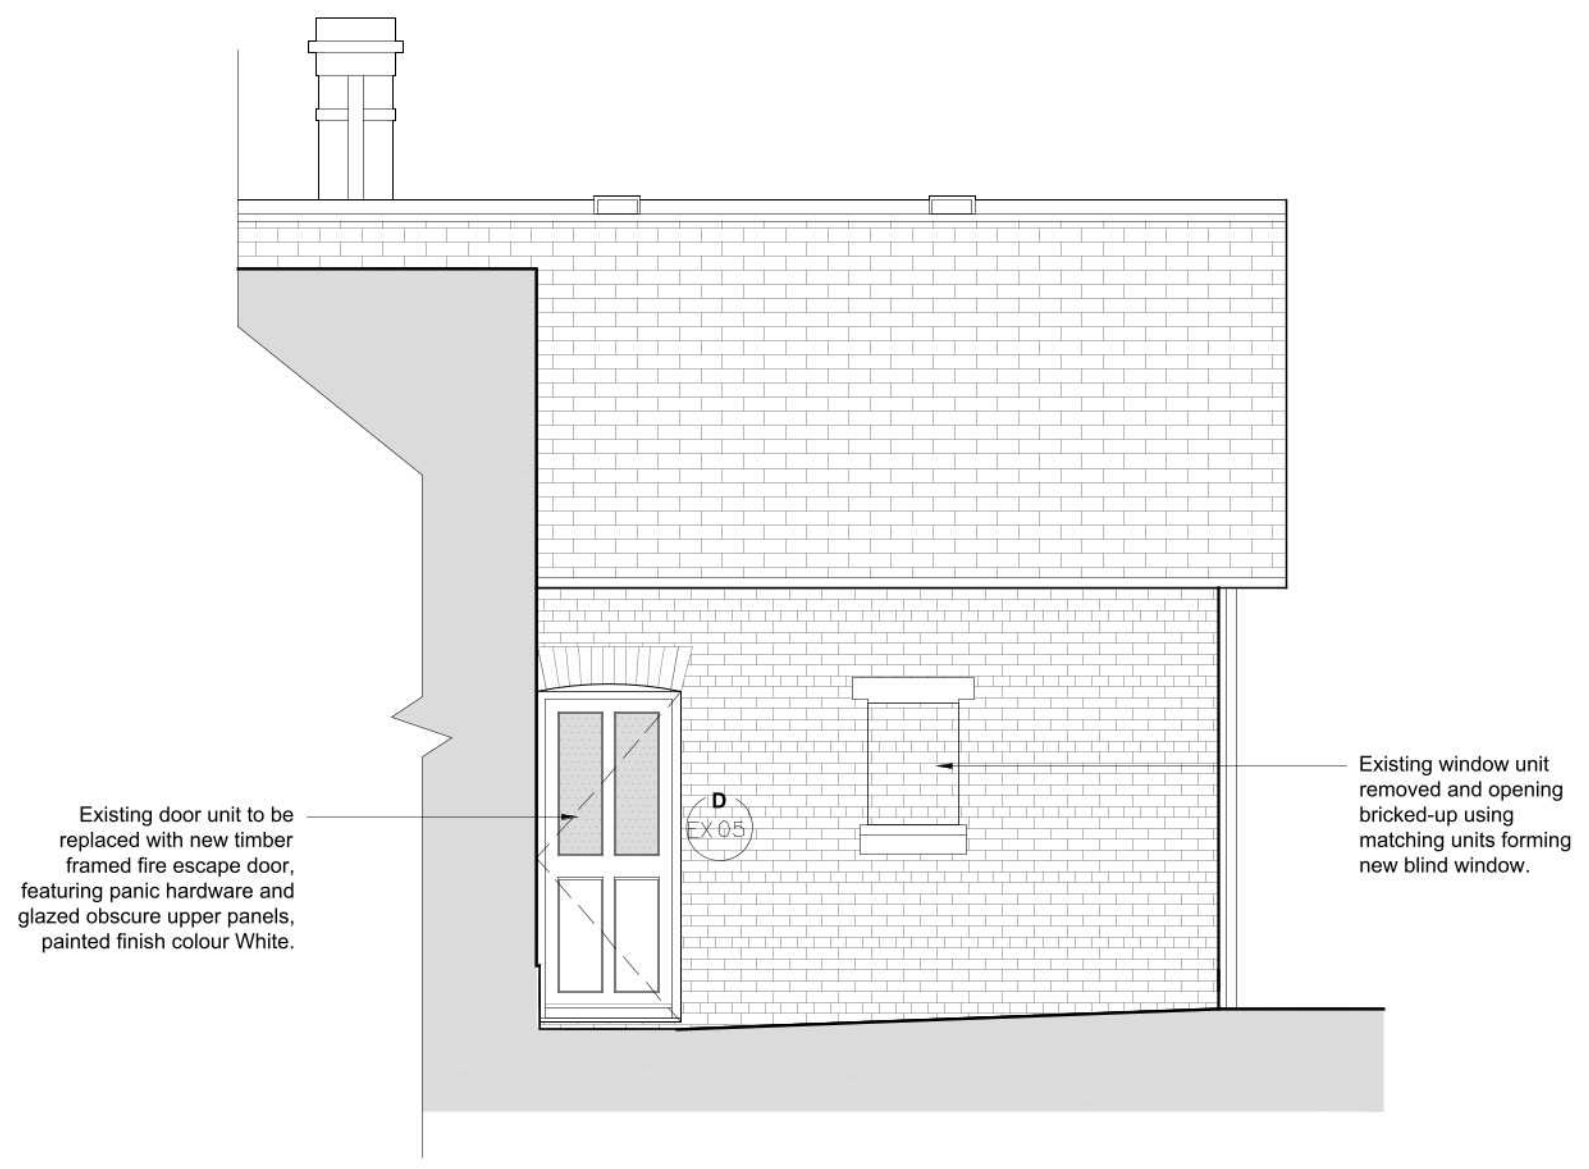 D
EX 05
Existing window unit
removed and opening
bricked-up using
matching units forming
new blind window.
Existing door unit to be
replaced with new timber
framed fire escape door,
featuring panic hardware and
glazed obscure upper panels,
painted finish colour White.